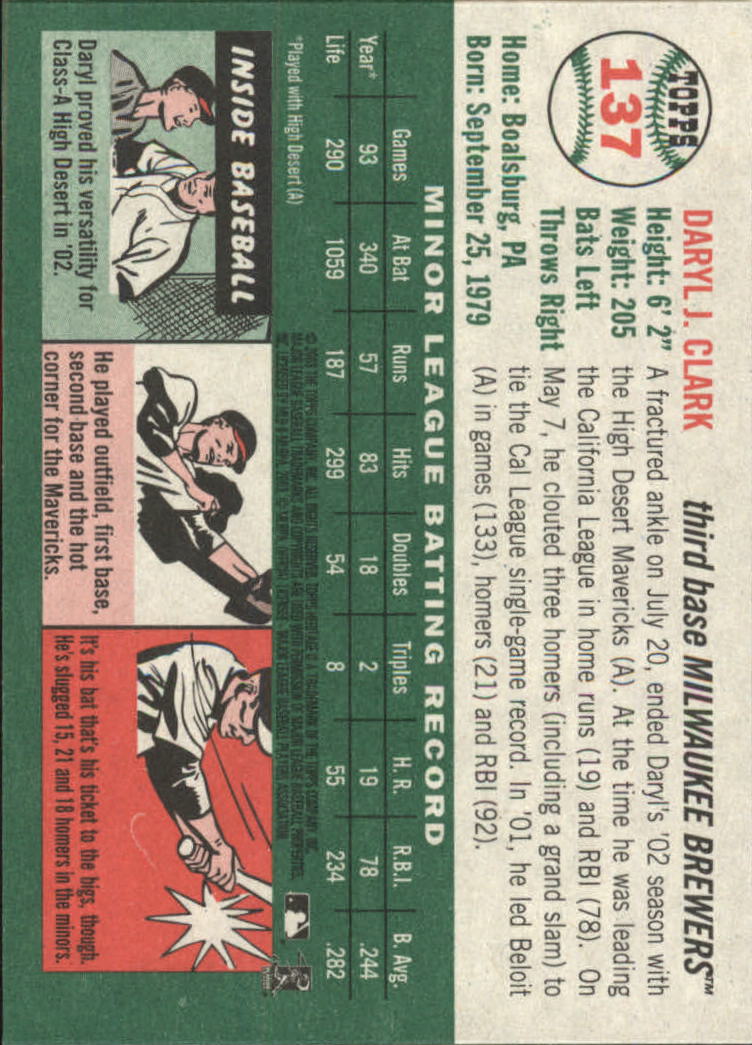 TOPPS
137
DARYL J. CLARK third base MILWAUKEE BREWERS™
Height: 6' 2"
Weight: 205
Bats Left
Throws Right
Home: Boalsburg, PA
Born: September 25, 1979
A fractured ankle on July 20, ended Daryl's '02 season with
the High Desert Mavericks (A). At the time he was leading
the California League in home runs (19) and RBI (78). On
May 7, he clouted three homers (including a grand slam) to
tie the Cal League single-game record. In '01, he led Beloit
(A) in games (133), homers (21) and RBI (92).
MINOR LEAGUE BATTING RECORD
Games At Bat Runs Hits Doubles Triples H. R. R.B.I. B. Avg.
Year* 93 340 57 83 18 2 19 78 .244
Life 290 1059 187 299 54 8 55 234 .282
*Played with High Desert (A)
INSIDE BASEBALL
Daryl proved his versatility for
Class-A High Desert in '02.
He played outfield, first base,
second base and the hot
corner for the Mavericks.
It's his bat that's his ticket to the bigs, though.
He's slugged 15, 21 and 18 homers in the minors.